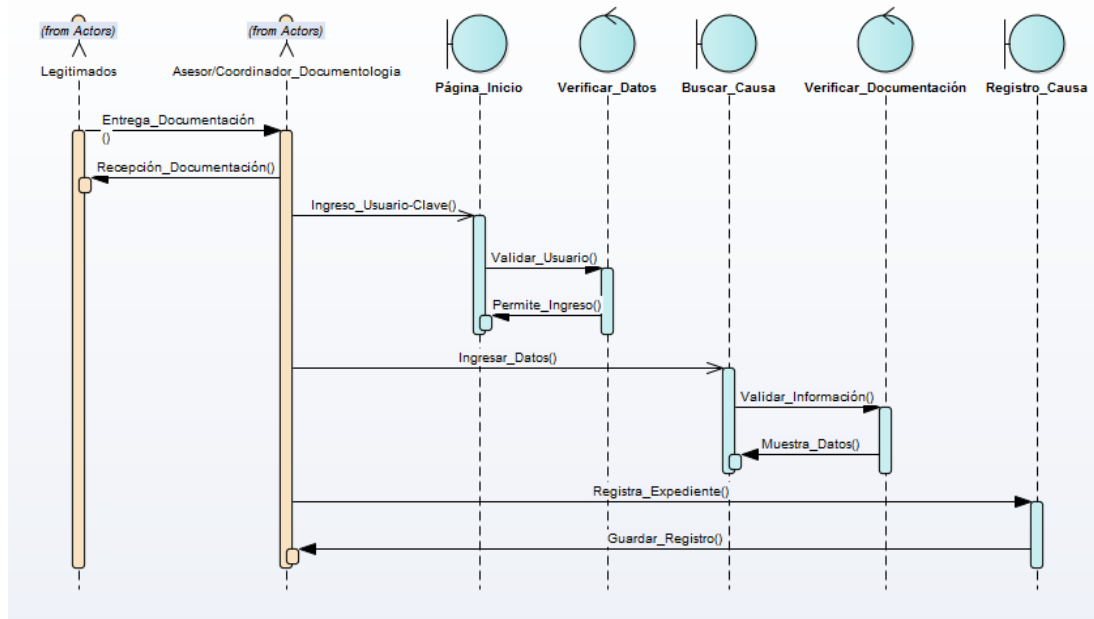 (from Actors)
(from Actors)
Legitimados
Asesor/Coordinador_Documentologia
Página_Inicio
Verificar_Datos
Buscar_Causa
Verificar_Documentación
Registro_Causa
Entrega_Documentación
()
Recepción_Documentación()
Ingreso_Usuario-Clave()
Validar_Usuario()
Permite_Ingreso()
Ingresar_Datos()
Validar_Información()
Muestra_Datos()
Registra_Expediente()
Guardar_Registro()